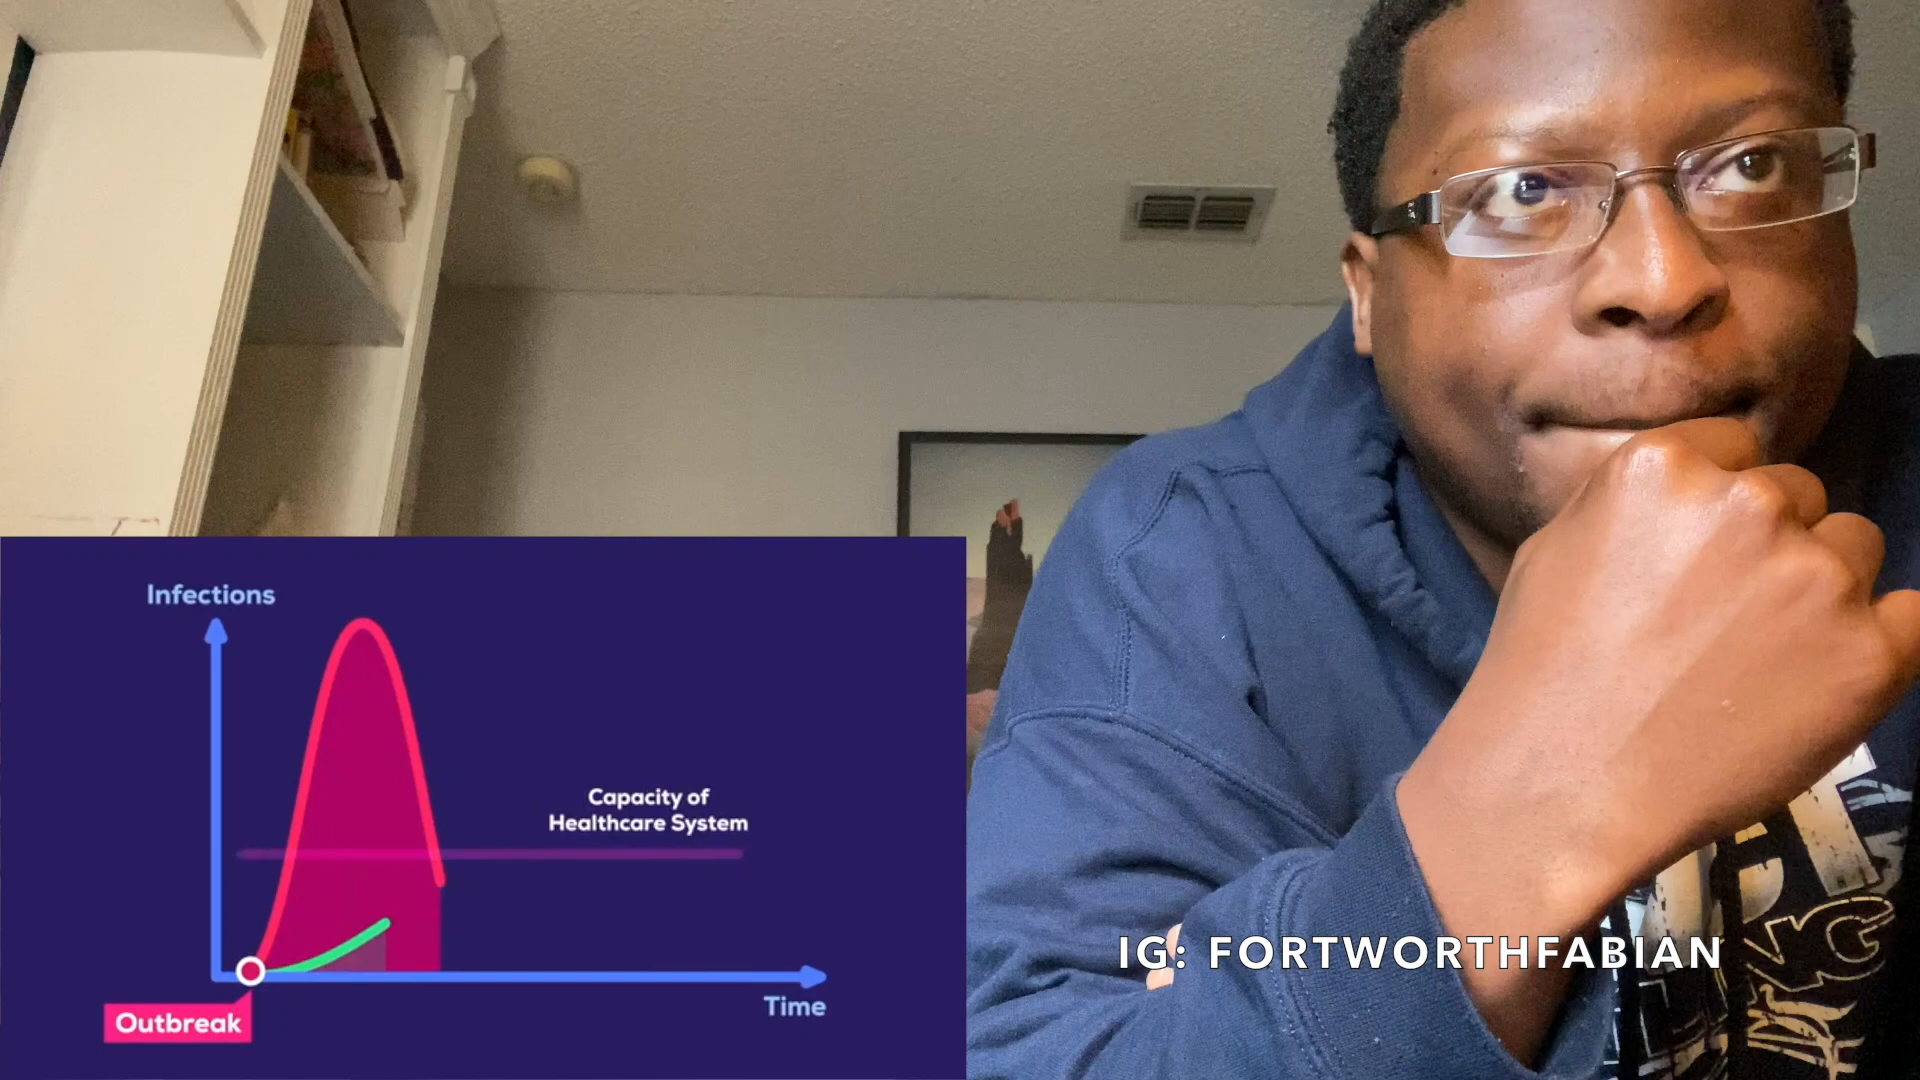 Infections
Capacity of
Healthcare System
Time
Outbreak
IG: FORTWORTHFABIAN